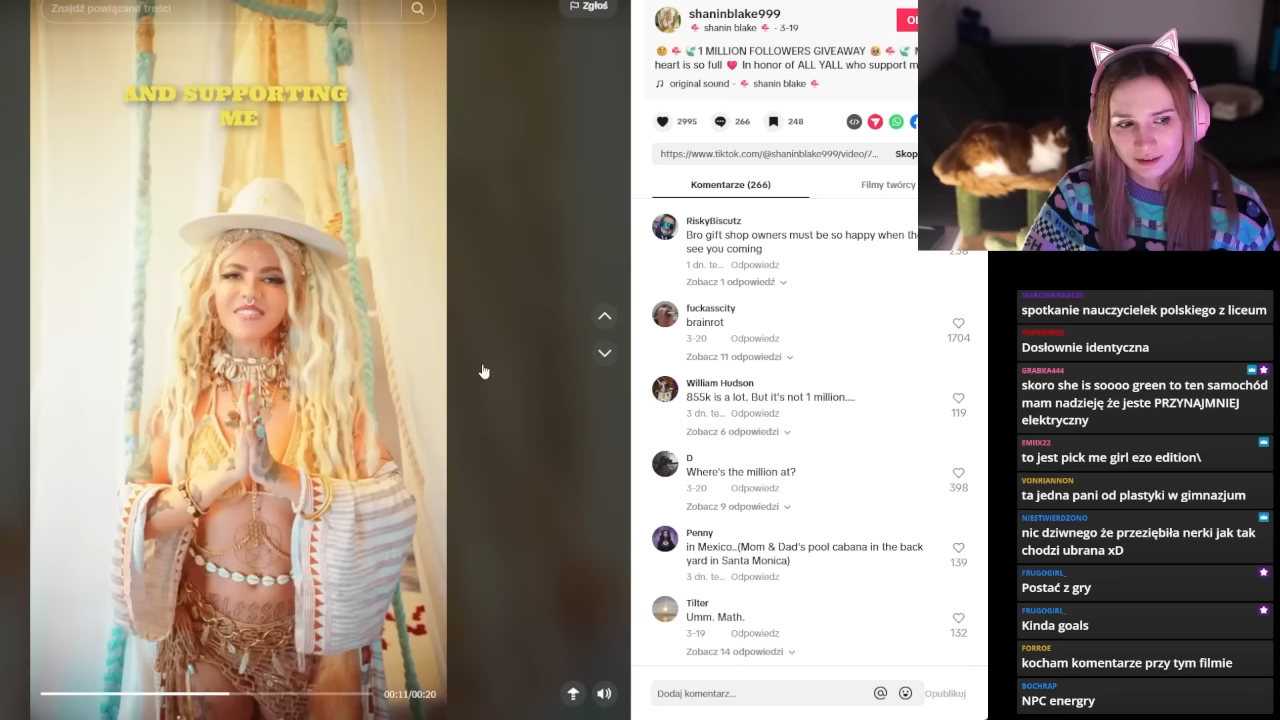 Znajdź powiązane treści
Zgłoś
AND SUPPORTING
ME
00:11/00:20
shaninblake999
shanin blake · 3-19
1 MILLION FOLLOWERS GIVEAWAY
heart is so full In honor of ALL YALL who support
original sound - shanin blake
2995 266 248
https://www.tiktok.com/@shaninblake999/video/7...
Komentarze (266) Filmy twórcy
RiskyBiscutz
Bro gift shop owners must be so happy when
see you coming
1 dn. te... Odpowiedz
Zobacz 1 odpowiedź
fuckasscity
brainrot
3-20 Odpowiedz
1704
Zobacz 11 odpowiedzi
William Hudson
855k is a lot. But it's not 1 million....
3 dn. te... Odpowiedz
119
Zobacz 6 odpowiedzi
D
Where's the million at?
3-20 Odpowiedz
398
Zobacz 9 odpowiedzi
Penny
in Mexico..(Mom & Dad's pool cabana in the back
yard in Santa Monica)
3 dn. te... Odpowiedz
139
Tilter
Umm. Math.
3-19 Odpowiedz
132
Zobacz 14 odpowiedzi
Dodaj komentarz...
Opublikuj
spotkanie nauczycielek polskiego z liceum
Dosłownie identyczna
GRABKA444
skoro she is soooo green to ten samochód
mam nadzieję że jeste PRZYNAJMNIEJ
elektryczny
EMIIX22
to jest pick me girl ezo edition\
VONRIANNON
ta jedna pani od plastyki w gimnazjum
NIESTWIERDZONO
nic dziwnego że przeziębiła nerki jak tak
chodzi ubrana xD
FRUGOGIRL_
Postać z gry
FRUGOGIRL_
Kinda goals
FORROE
kocham komentarze przy tym filmie
BOCHRAP
NPC energry